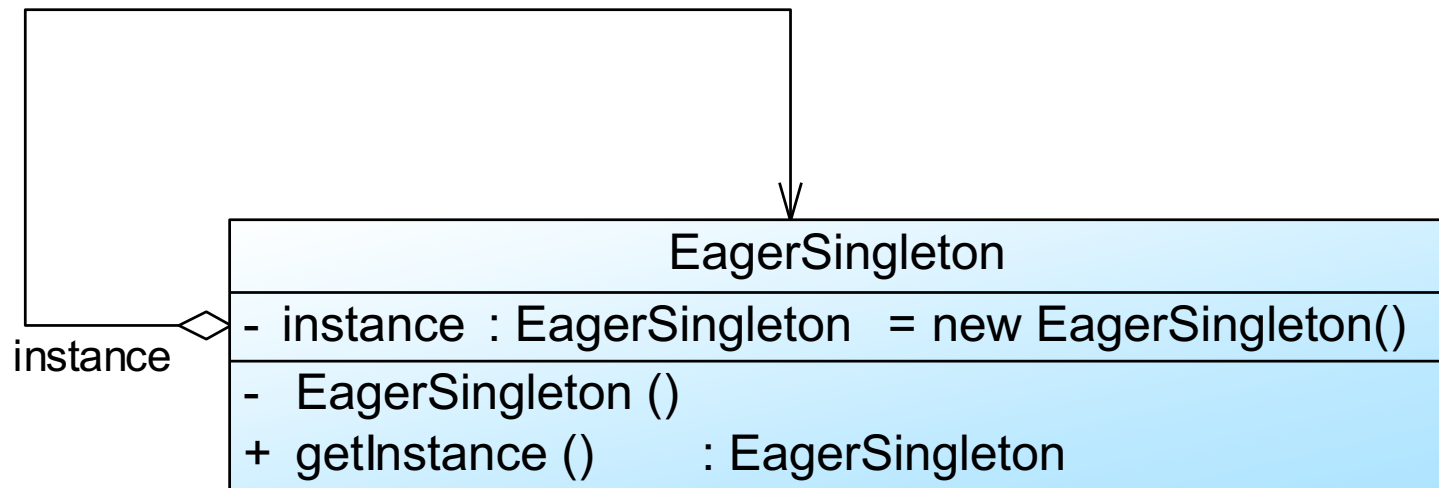 EagerSingleton
- instance : EagerSingleton = new EagerSingleton()
instance
- EagerSingleton ()
+ getInstance () : EagerSingleton